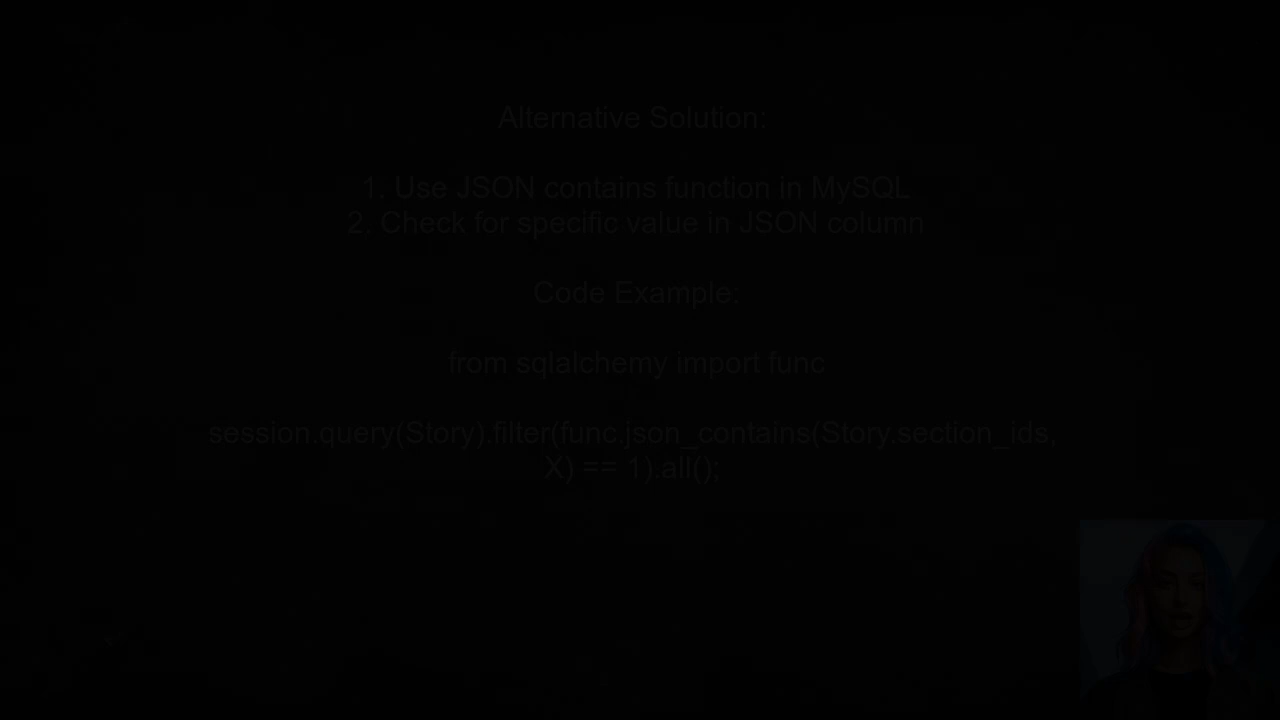 Alternative Solution:
1. Use JSON contains function in MySQL
2. Check for specific value in JSON column
Code Example:
from sqlalchemy import func
session.query(Story).filter(func.json_contains(Story.section_ids,
X) == 1).all();